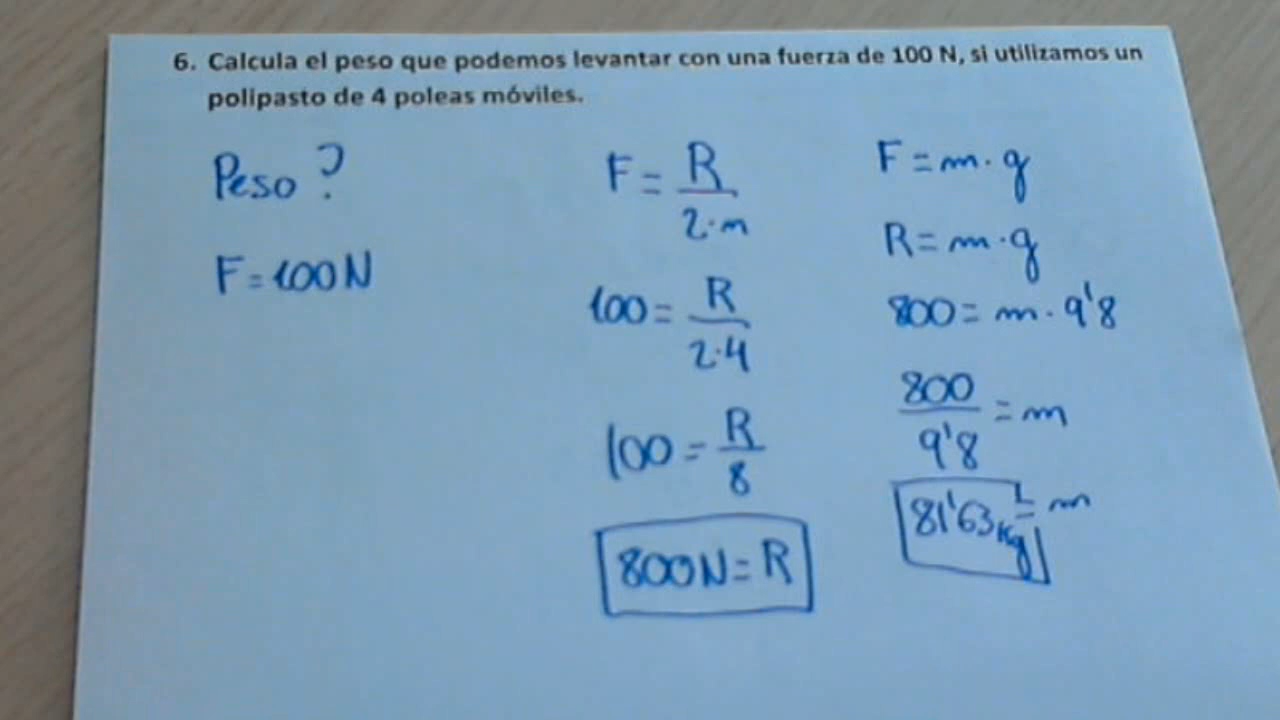 6. Calcula el peso que podemos levantar con una fuerza de 100 N, si utilizamos un
polipasto de 4 poleas móviles.
Peso ?
F = 100 N
F = R / 2·n
100 = R / 2·4
100 = R / 8
800N = R
F = m · g
R = m · g
800 = m · 9'8
800 / 9'8 = m
81'63 Kg = m